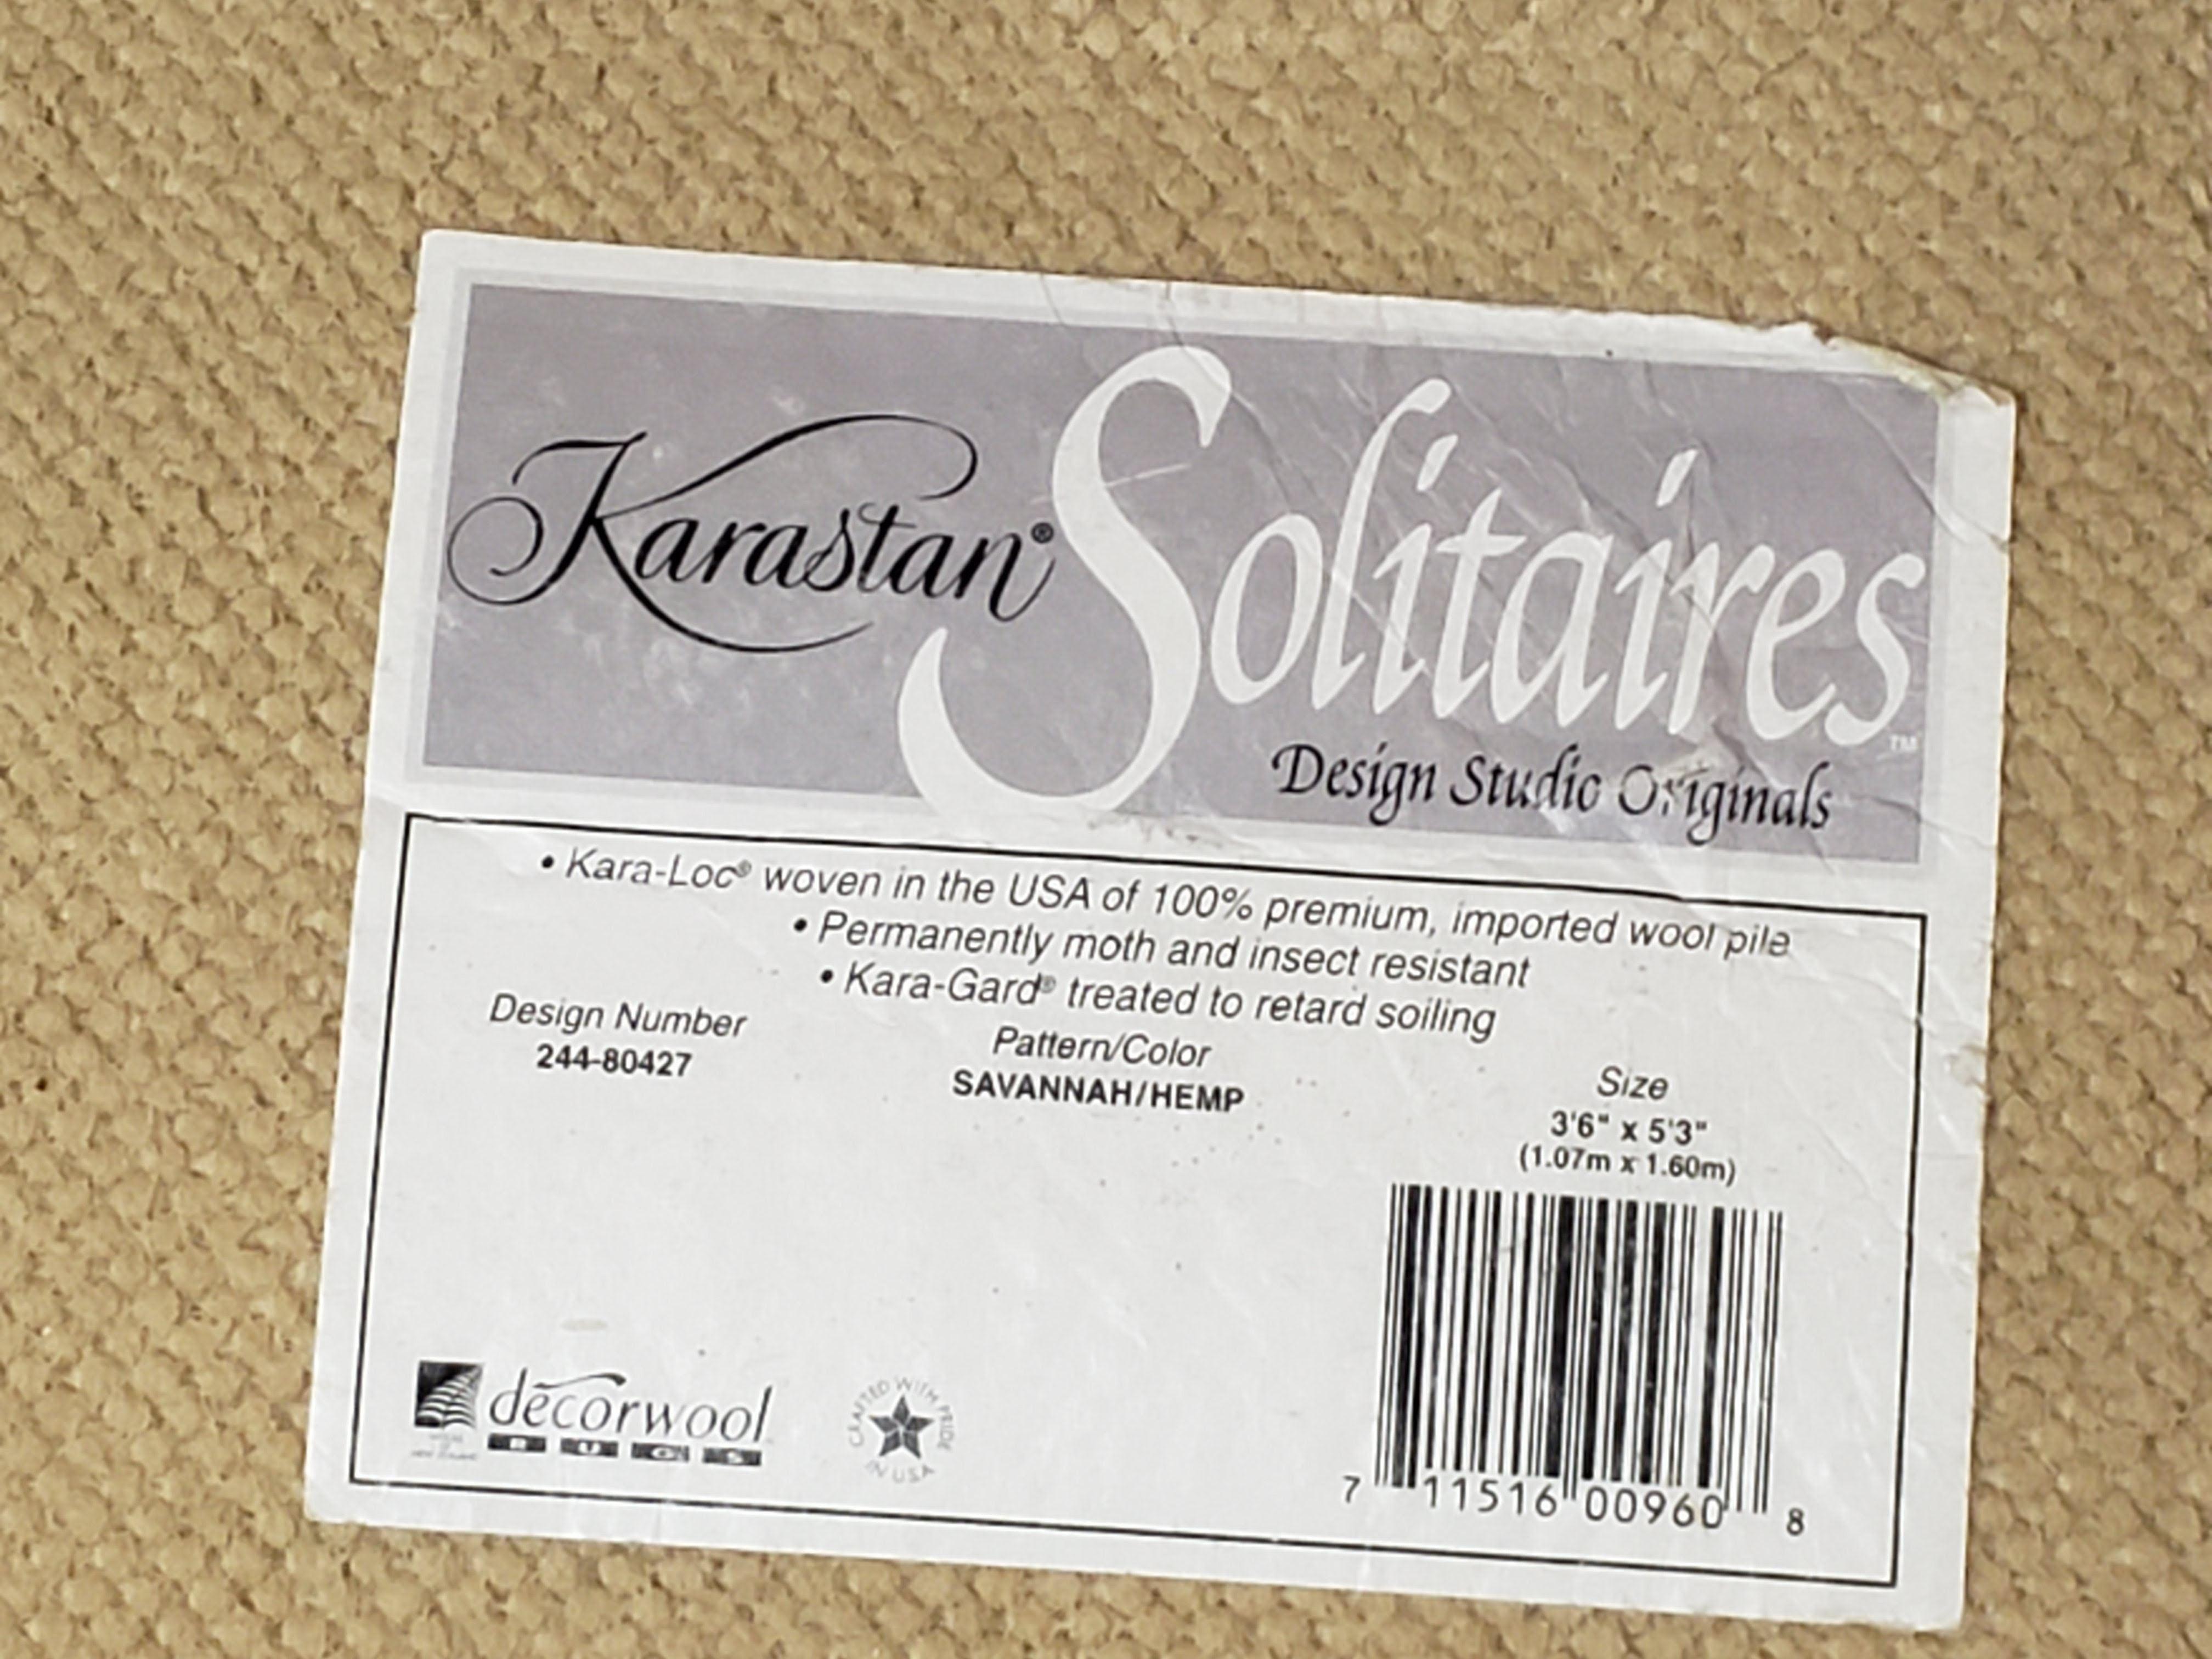 Karastan® Solitaires™
Design Studio Originals
• Kara-Loc® woven in the USA of 100% premium, imported wool pile
• Permanently moth and insect resistant
• Kara-Gard® treated to retard soiling
Design Number
244-80427
Pattern/Color
SAVANNAH/HEMP
Size
3'6" x 5'3"
(1.07m x 1.60m)
decorwool
RUGS
CRAFTED WITH PRIDE IN U.S.A.
7 11516 00960 8